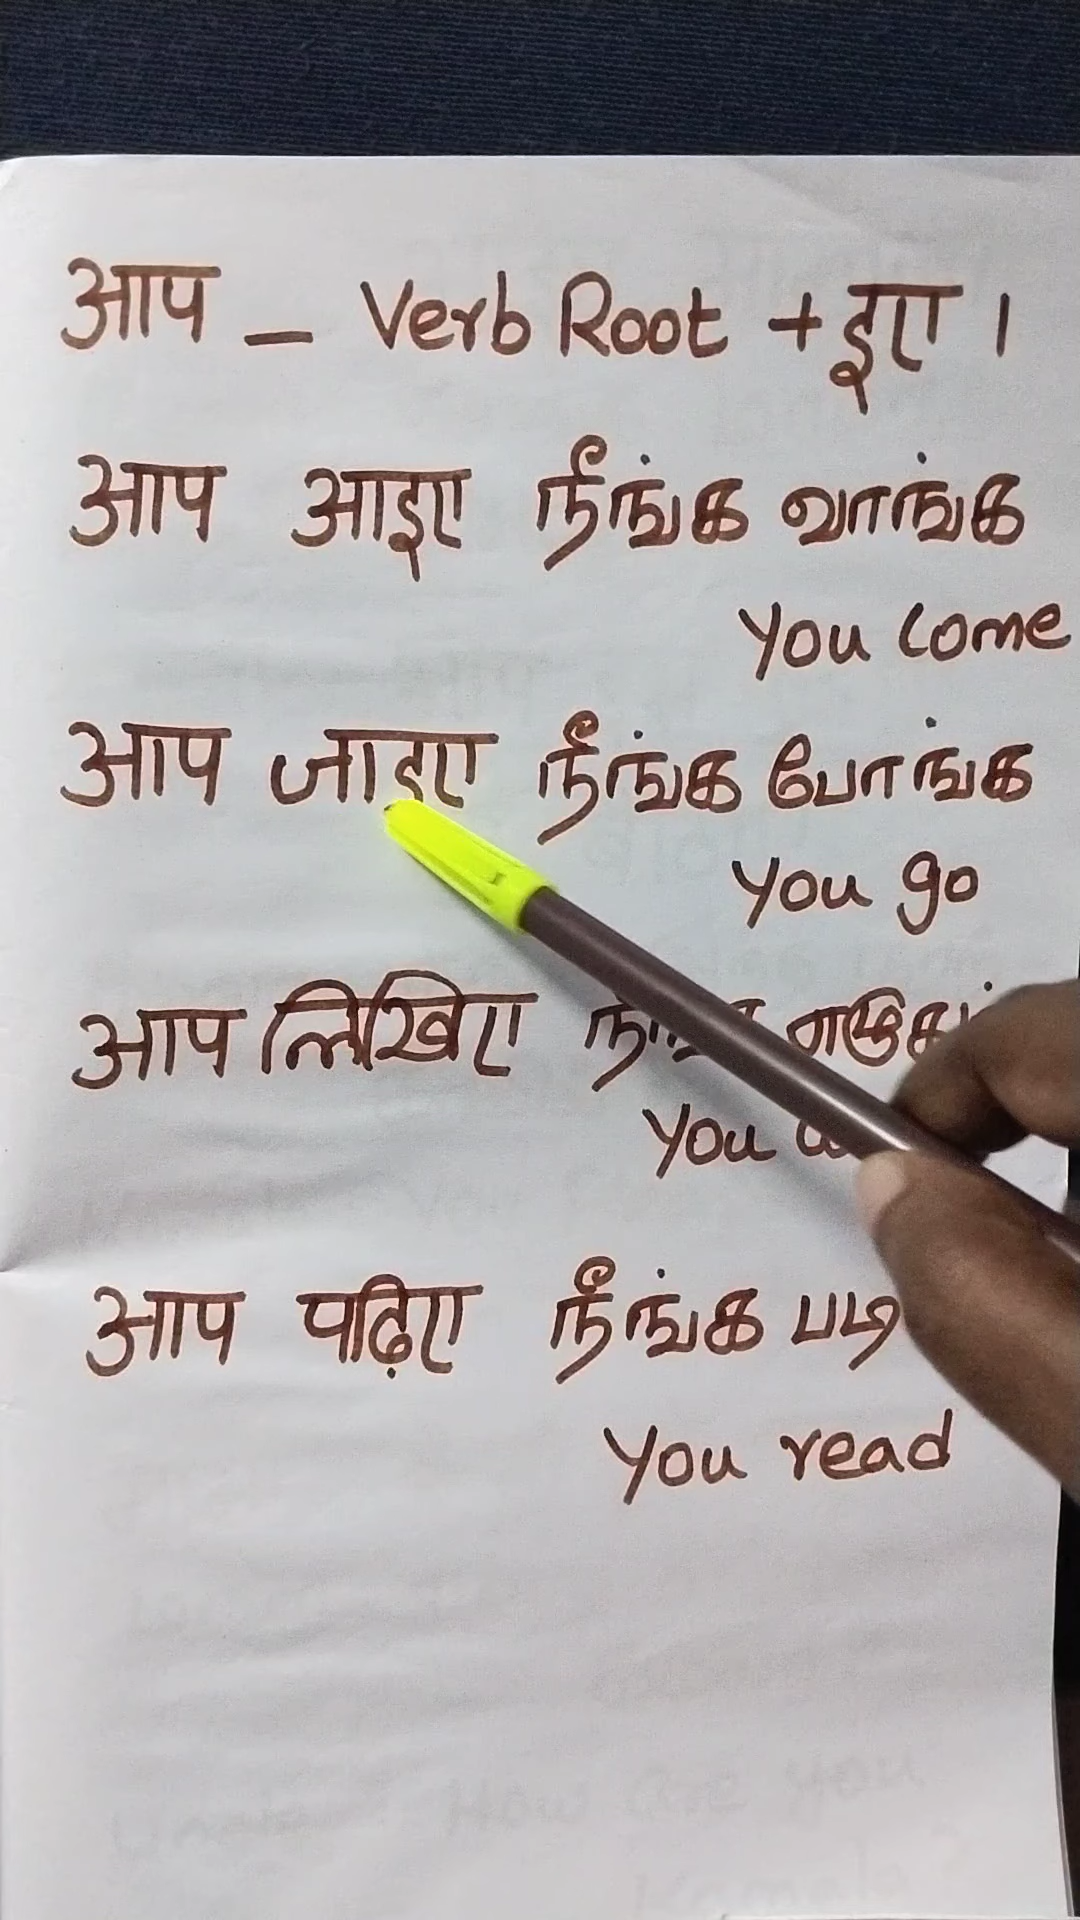 आप – Verb Root + इए ।
आप आइए நீங்க வாங்க
You come
आप जाइए நீங்க போங்க
You go
आप लिखिए
You
आप पढ़िए நீங்க
You read